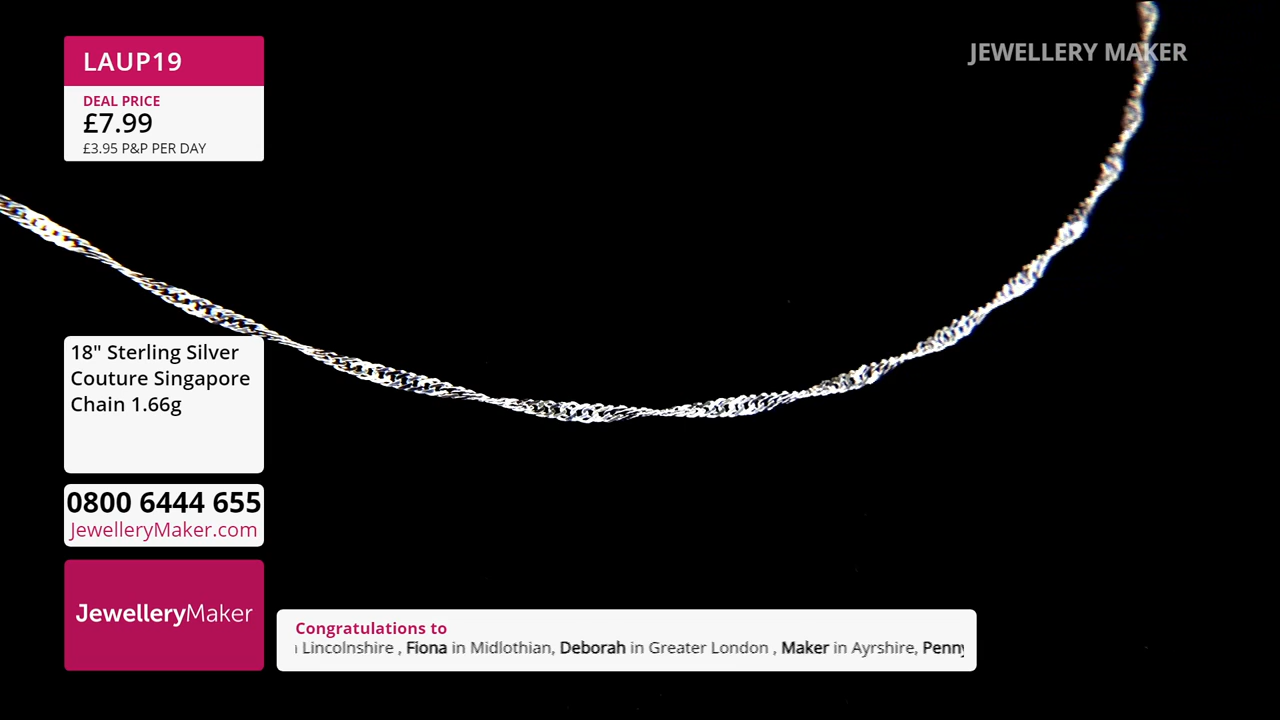 LAUP19
DEAL PRICE
£7.99
£3.95 P&P PER DAY
JEWELLERY MAKER
18" Sterling Silver
Couture Singapore
Chain 1.66g
0800 6444 655
JewelleryMaker.com
JewelleryMaker
Congratulations to
Lincolnshire , Fiona in Midlothian, Deborah in Greater London , Maker in Ayrshire, Penny